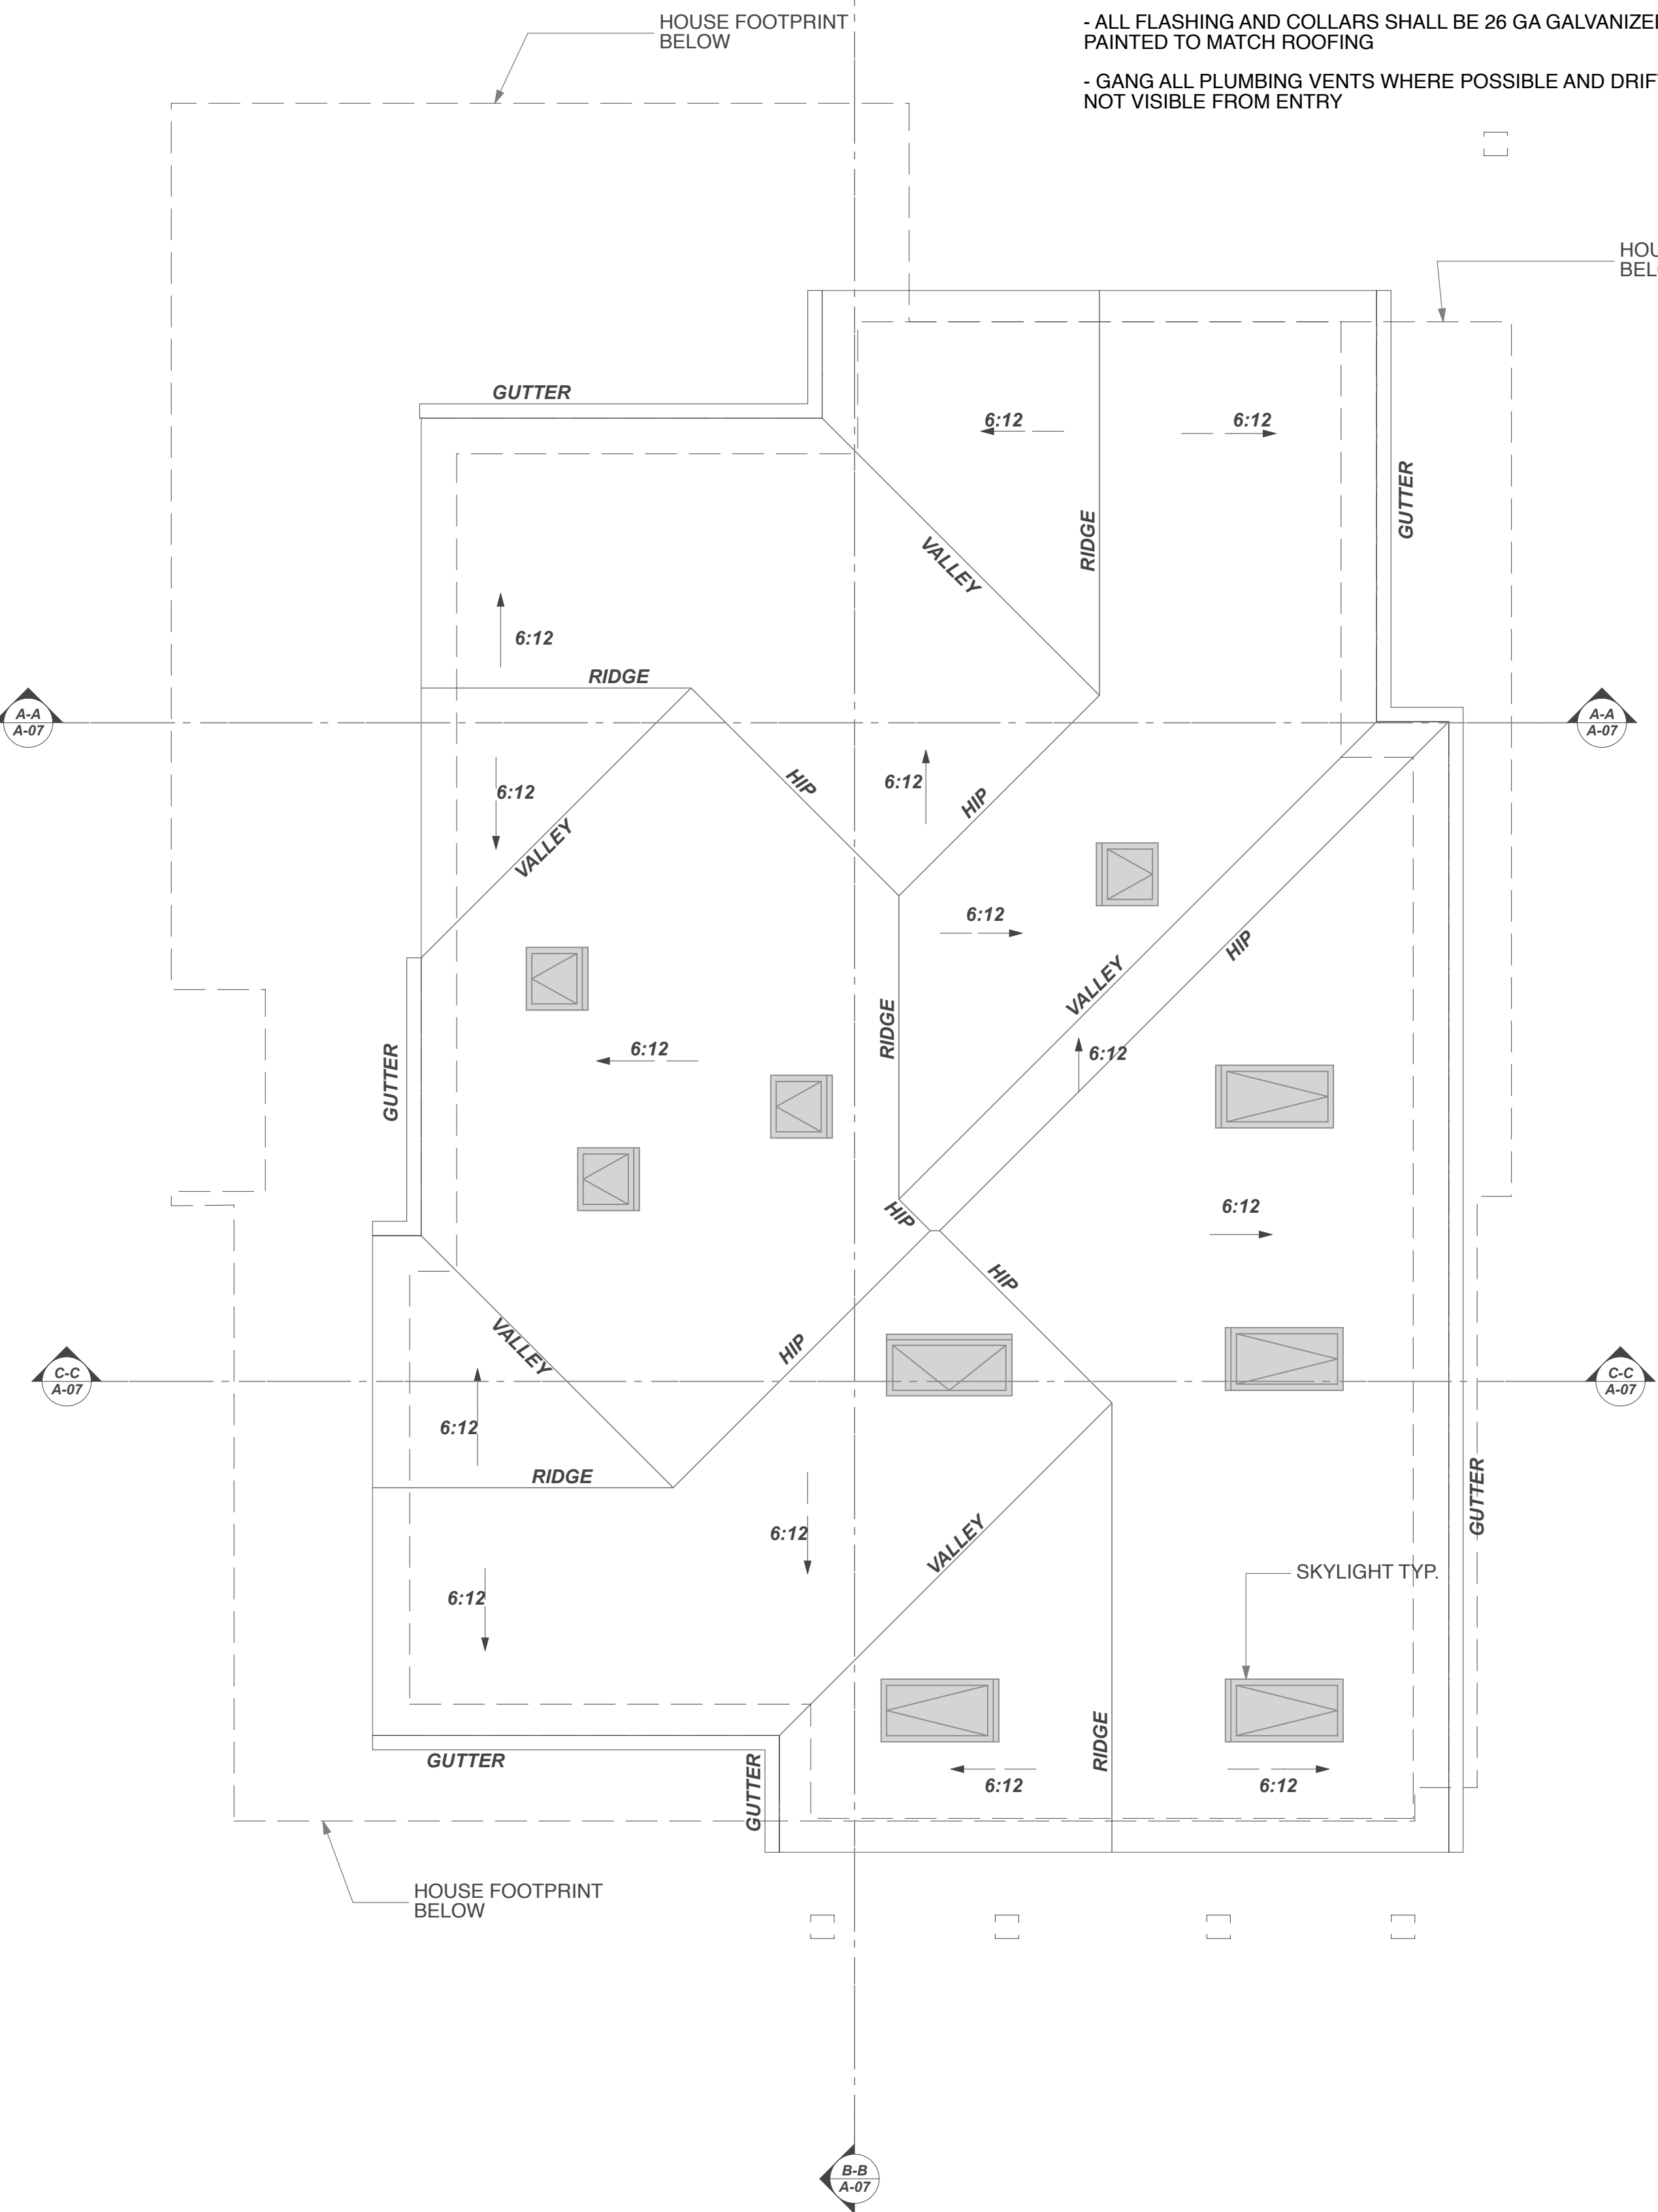 HOUSE FOOTPRINT
BELOW
- ALL FLASHING AND COLLARS SHALL BE 26 GA GALVANIZED
PAINTED TO MATCH ROOFING
- GANG ALL PLUMBING VENTS WHERE POSSIBLE AND DRIFT
NOT VISIBLE FROM ENTRY
HOU
BEL
GUTTER
6:12
6:12
GUTTER
RIDGE
VALLEY
6:12
RIDGE
A-A
A-07
A-A
A-07
6:12
HIP
6:12
HIP
VALLEY
6:12
HIP
VALLEY
RIDGE
6:12
6:12
GUTTER
6:12
HIP
HIP
VALLEY
HIP
C-C
A-07
C-C
A-07
6:12
RIDGE
GUTTER
6:12
VALLEY
SKYLIGHT TYP.
6:12
RIDGE
GUTTER
GUTTER
6:12
6:12
HOUSE FOOTPRINT
BELOW
B-B
A-07